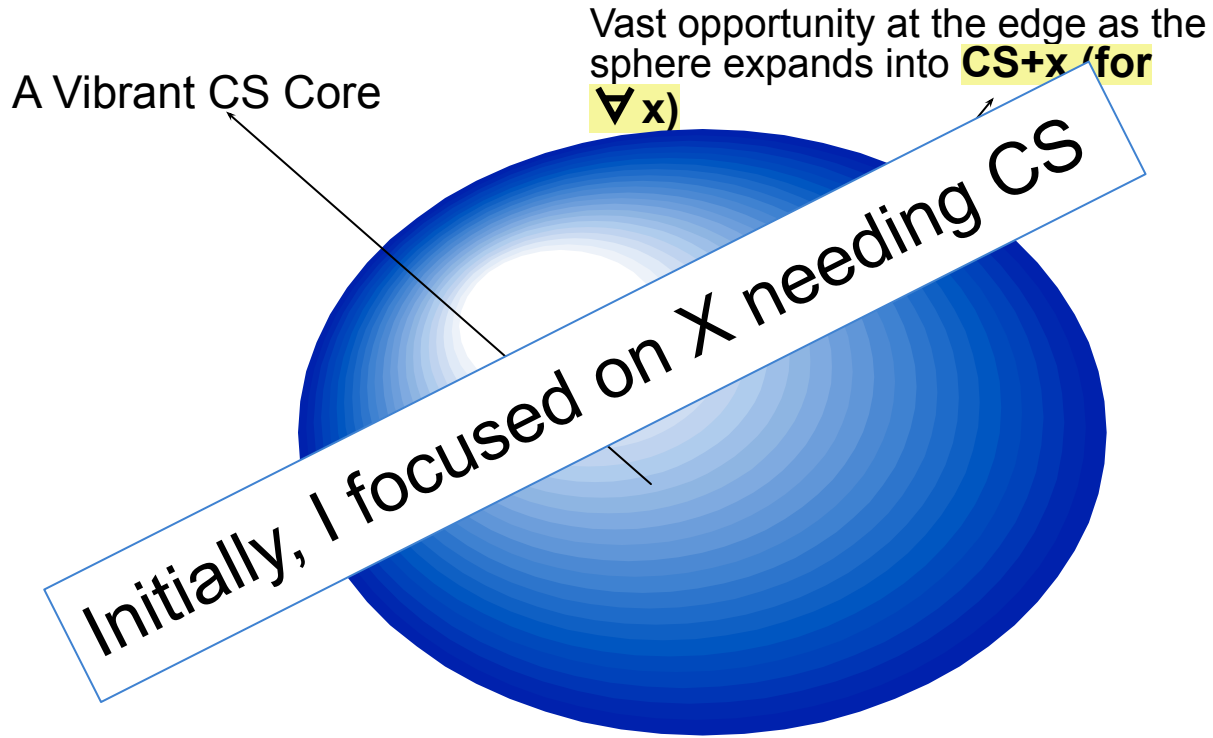 Vast opportunity at the edge as the
sphere expands into CS+x (for
∀ x)
A Vibrant CS Core
Initially, I focused on X needing CS